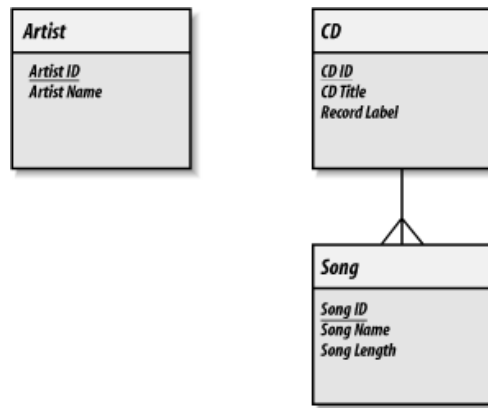 Artist
Artist ID
Artist Name
CD
CD ID
CD Title
Record Label
Song
Song ID
Song Name
Song Length